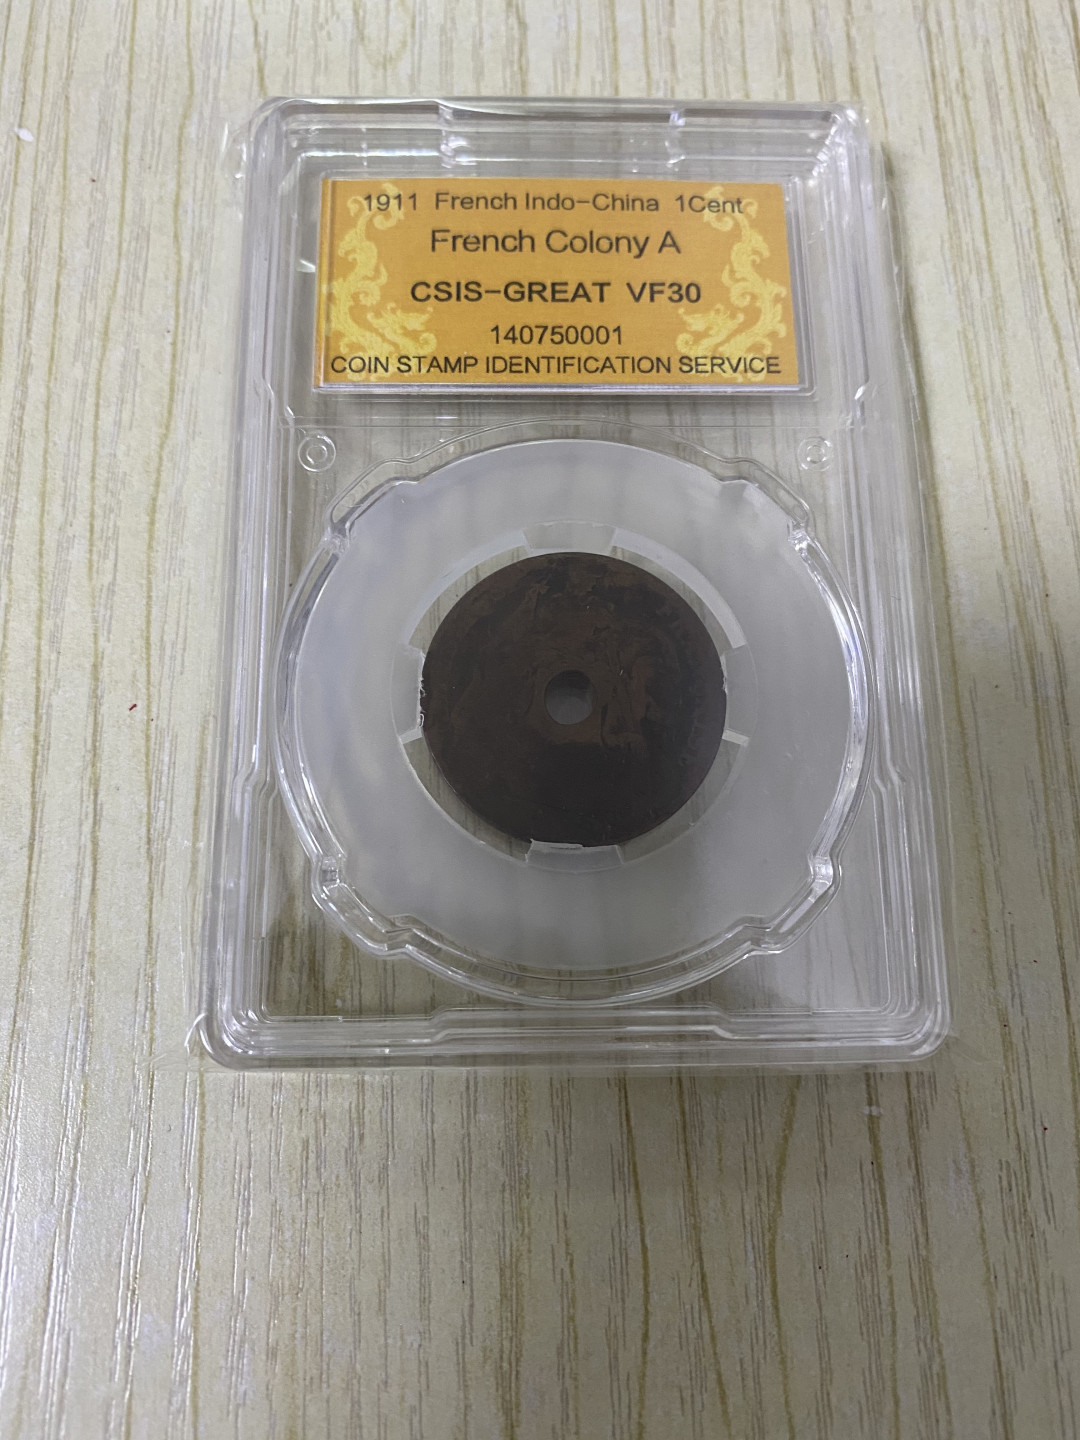 1911 French Indo-China 1Cent
French Colony A
CSIS-GREAT VF30
140750001
COIN STAMP IDENTIFICATION SERVICE